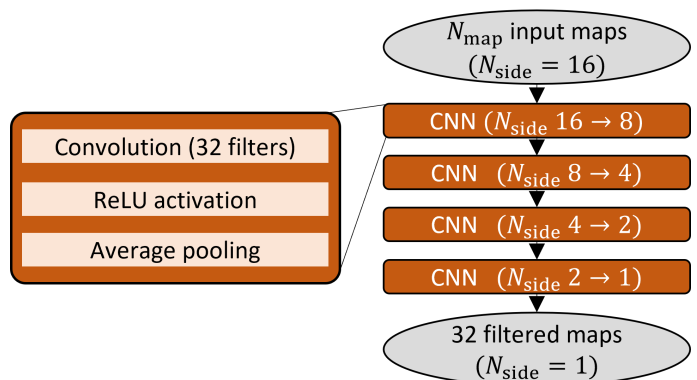 N_map input maps
(N_side = 16)
CNN (N_side 16 → 8)
Convolution (32 filters)
CNN (N_side 8 → 4)
ReLU activation
CNN (N_side 4 → 2)
Average pooling
CNN (N_side 2 → 1)
32 filtered maps
(N_side = 1)